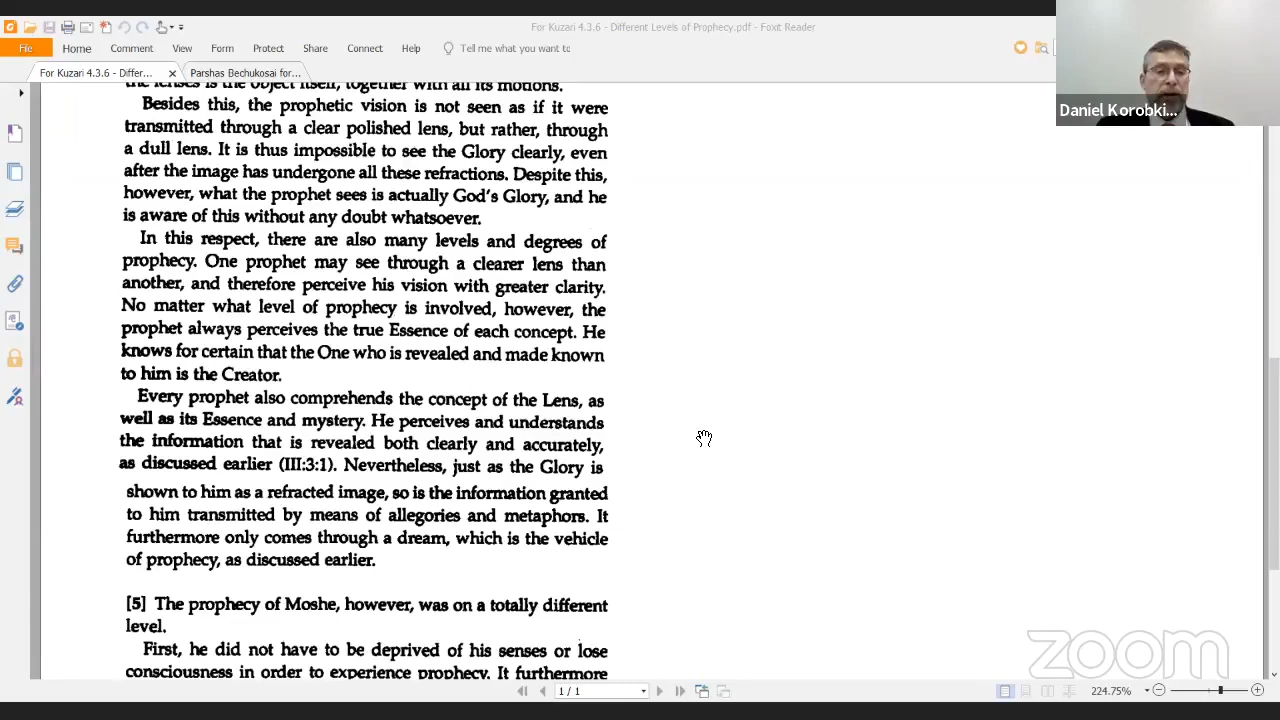 For Kuzari 4.3.6 - Different Levels of Prophecy.pdf - Foxit Reader
File Home Comment View Form Protect Share Connect Help Tell me what you want to
For Kuzari 4.3.6 - Differ... Parshas Bechukosai for...
Daniel Korobki...
the lenses is the object itself, together with all its motions.
Besides this, the prophetic vision is not seen as if it were
transmitted through a clear polished lens, but rather, through
a dull lens. It is thus impossible to see the Glory clearly, even
after the image has undergone all these refractions. Despite this,
however, what the prophet sees is actually God's Glory, and he
is aware of this without any doubt whatsoever.
In this respect, there are also many levels and degrees of
prophecy. One prophet may see through a clearer lens than
another, and therefore perceive his vision with greater clarity.
No matter what level of prophecy is involved, however, the
prophet always perceives the true Essence of each concept. He
knows for certain that the One who is revealed and made known
to him is the Creator.
Every prophet also comprehends the concept of the Lens, as
well as its Essence and mystery. He perceives and understands
the information that is revealed both clearly and accurately,
as discussed earlier (III:3:1). Nevertheless, just as the Glory is
shown to him as a refracted image, so is the information granted
to him transmitted by means of allegories and metaphors. It
furthermore only comes through a dream, which is the vehicle
of prophecy, as discussed earlier.
[5] The prophecy of Moshe, however, was on a totally different
level.
First, he did not have to be deprived of his senses or lose
consciousness in order to experience prophecy. It furthermore
zoom
1 / 1
224.75%